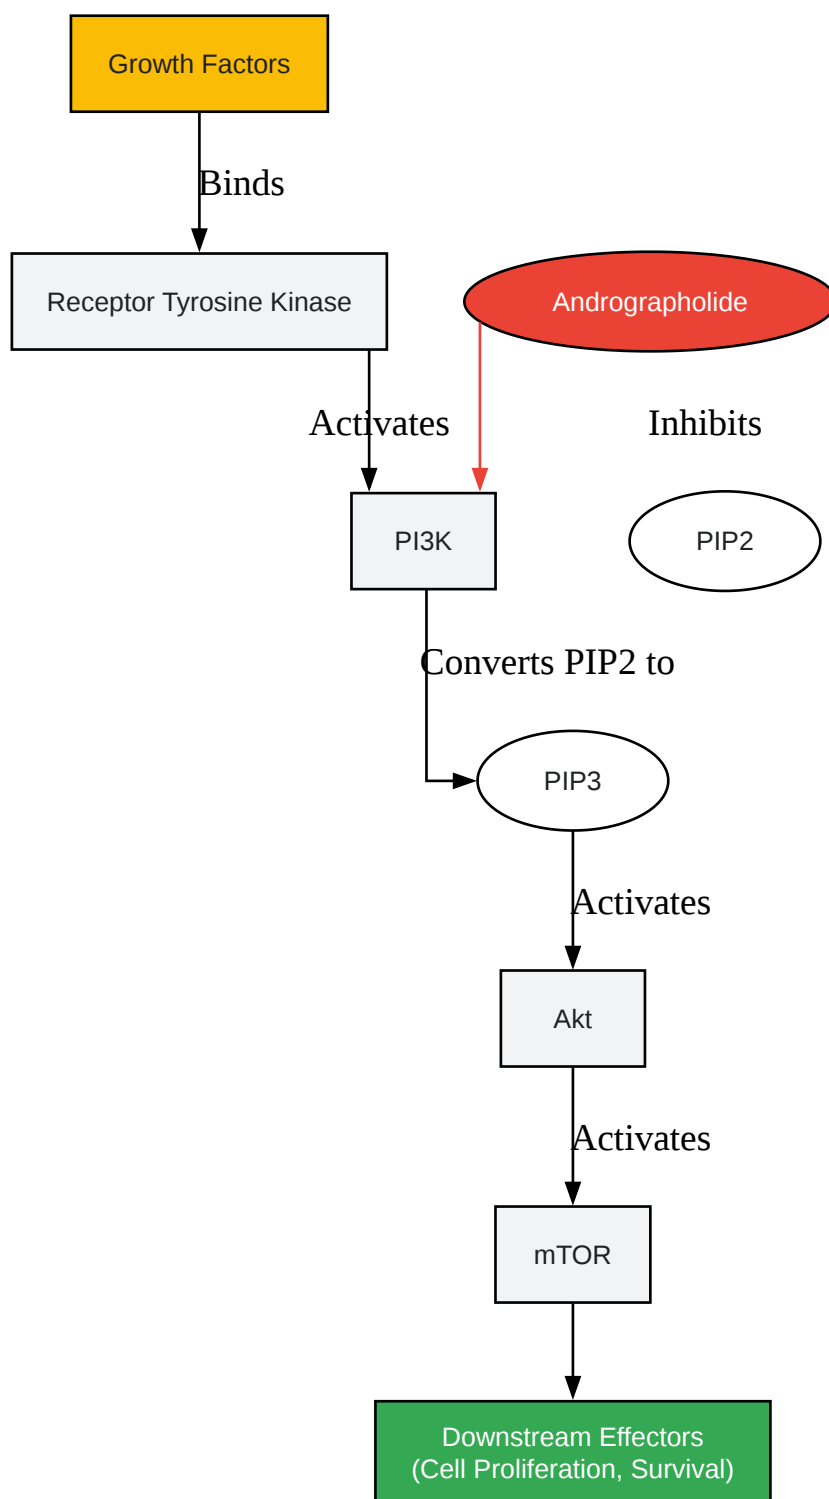 Growth Factors
Binds
Receptor Tyrosine Kinase
Andrographolide
Activates
Inhibits
PI3K
PIP2
Converts PIP2 to
PIP3
Activates
Akt
Activates
mTOR
Downstream Effectors
(Cell Proliferation, Survival)